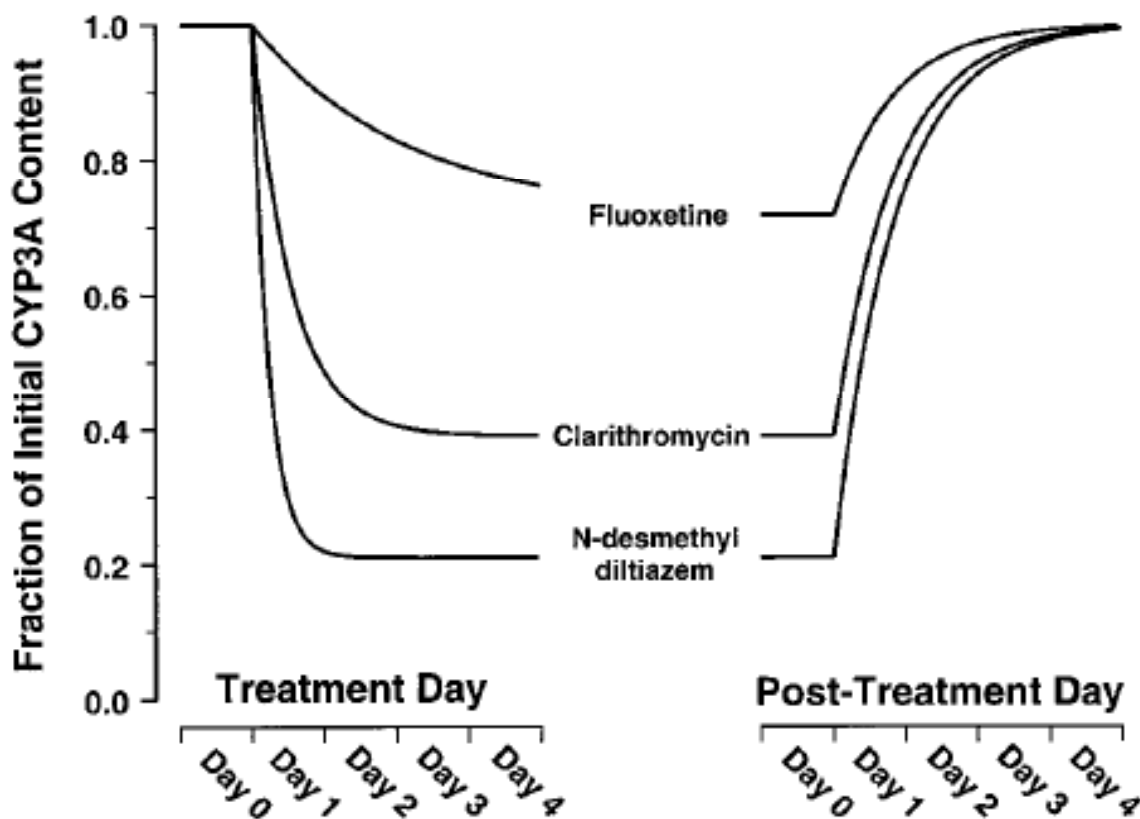 Fraction of Initial CYP3A Content
1.0
0.8
0.6
0.4
0.2
0.0
Fluoxetine
Clarithromycin
N-desmethyl
diltiazem
Treatment Day
Day 0
Day 1
Day 2
Day 3
Day 4
Post-Treatment Day
Day 0
Day 1
Day 2
Day 3
Day 4